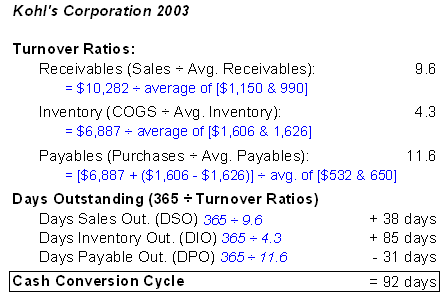 Kohl's Corporation 2003
Turnover Ratios:
Receivables (Sales ÷ Avg. Receivables): 9.6
= $10,282 ÷ average of [$1,150 & 990]
Inventory (COGS ÷ Avg. Inventory): 4.3
= $6,887 ÷ average of [$1,606 & 1,626]
Payables (Purchases ÷ Avg. Payables): 11.6
= [$6,887 + ($1,606 - $1,626)] ÷ avg. of [$532 & 650]
Days Outstanding (365 ÷ Turnover Ratios)
Days Sales Out. (DSO) 365 ÷ 9.6 + 38 days
Days Inventory Out. (DIO) 365 ÷ 4.3 + 85 days
Days Payable Out. (DPO) 365 ÷ 11.6 - 31 days
Cash Conversion Cycle = 92 days